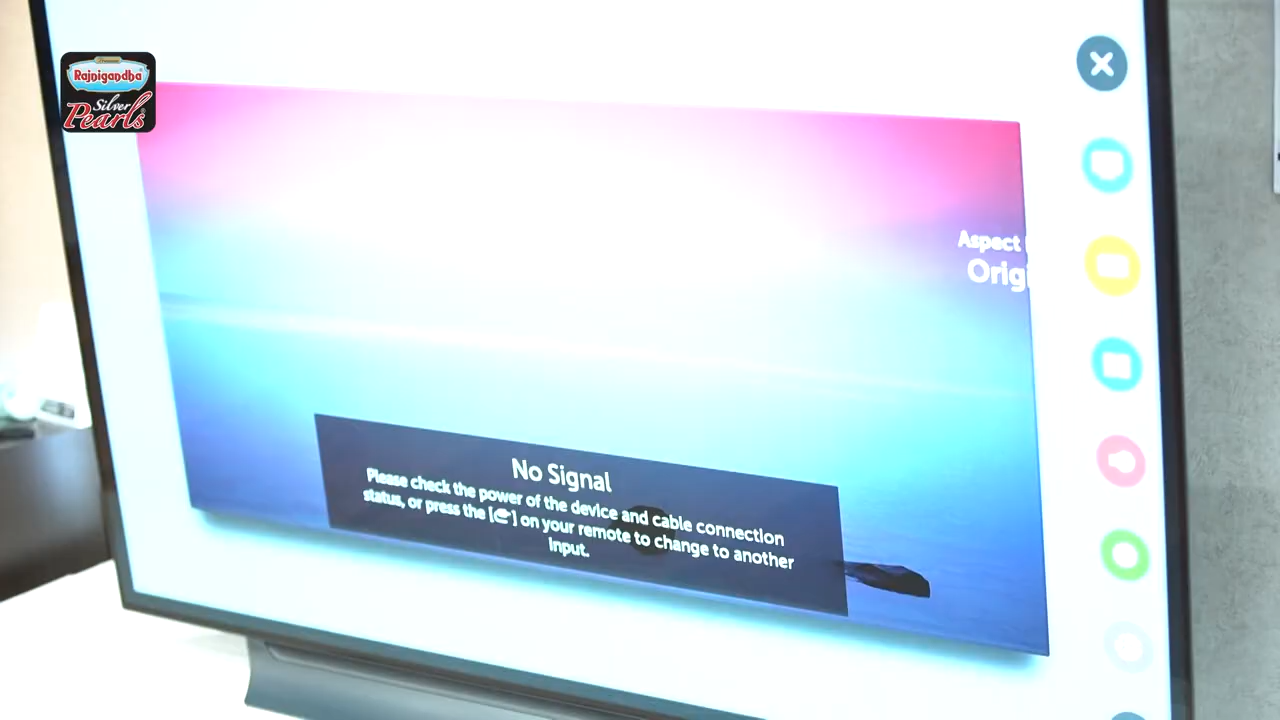 Rajnigandha
Silver
Pearls
Aspect
No Signal
Please check the power of the device and cable connection
status, or press the [ ] on your remote to change to another
input.